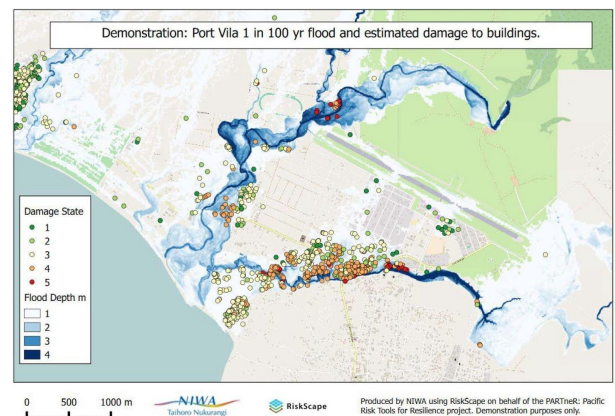 Demonstration: Port Vila 1 in 100 yr flood and estimated damage to buildings.
Damage State
1
2
3
4
5
Flood Depth m
1
2
3
4
0 500 1000 m
NIWA
Taihoro Nukurangi
RiskScape
Produced by NIWA using RiskScape on behalf of the PARTneR: Pacific
Risk Tools for Resilience project. Demonstration purposes only.